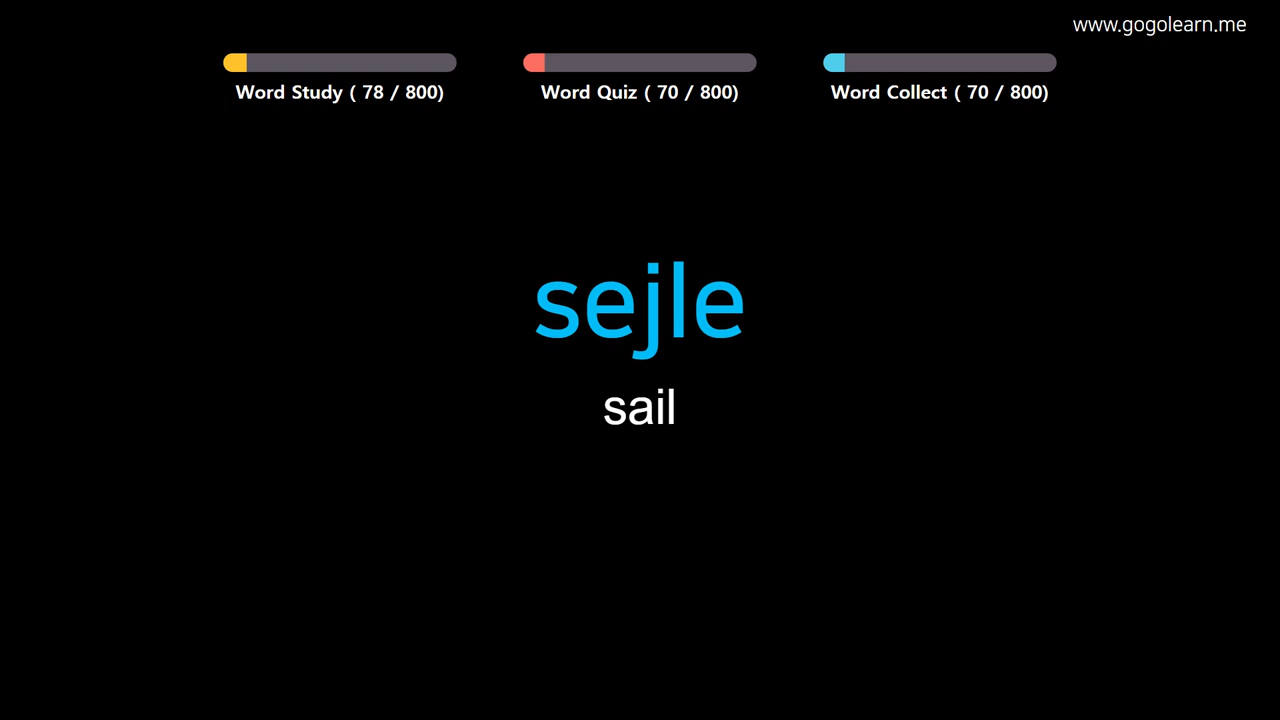 www.gogolearn.me
Word Study ( 78 / 800)
Word Quiz ( 70 / 800)
Word Collect ( 70 / 800)
sejle
sail